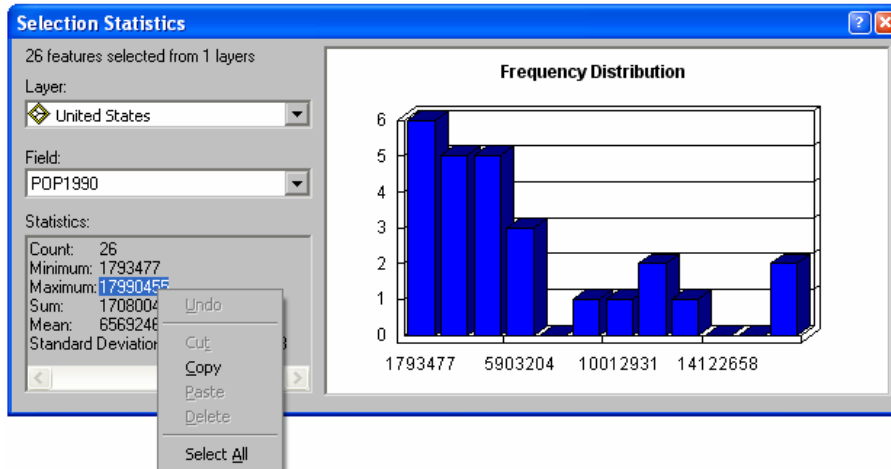 Selection Statistics
26 features selected from 1 layers
Layer:
United States
Field:
POP1990
Statistics:
Count: 26
Minimum: 1793477
Maximum: 17990455
Sum:
Mean:
Standard Deviation
Undo
Cut
Copy
Paste
Delete
Select All
Frequency Distribution
6
5
4
3
2
1
0
1793477 5903204 10012931 14122658